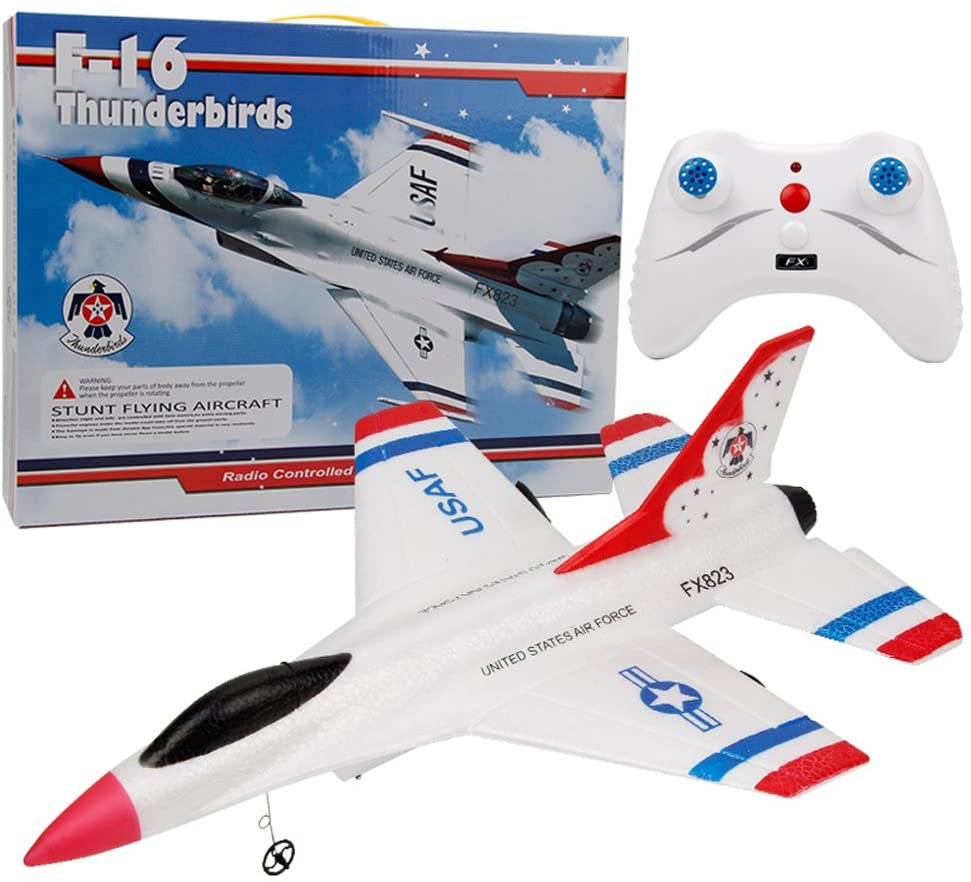 F-16
Thunderbirds
USAF
UNITED STATES AIR FORCE
FX823
Thunderbirds
WARNING:
Please keep your parts of body away from the propeller
when the propeller is rotating.
STUNT FLYING AIRCRAFT
Radio Controlled
FX
USAF
FX823
UNITED STATES AIR FORCE